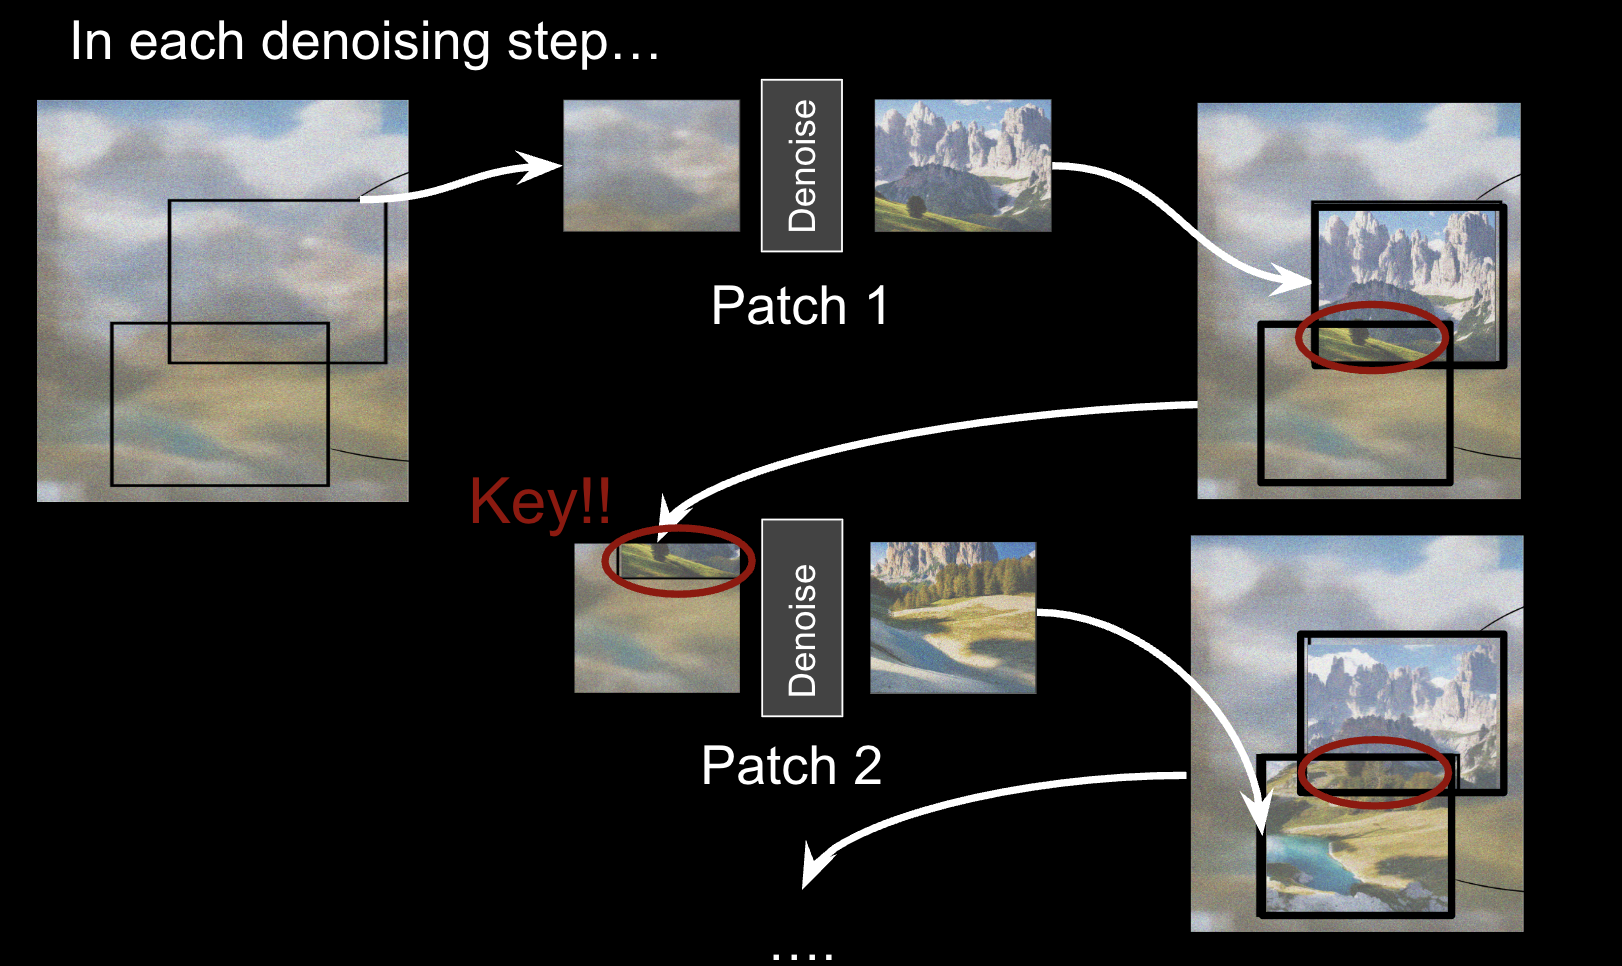 In each denoising step…
Denoise
Patch 1
Key!!
Denoise
Patch 2
....